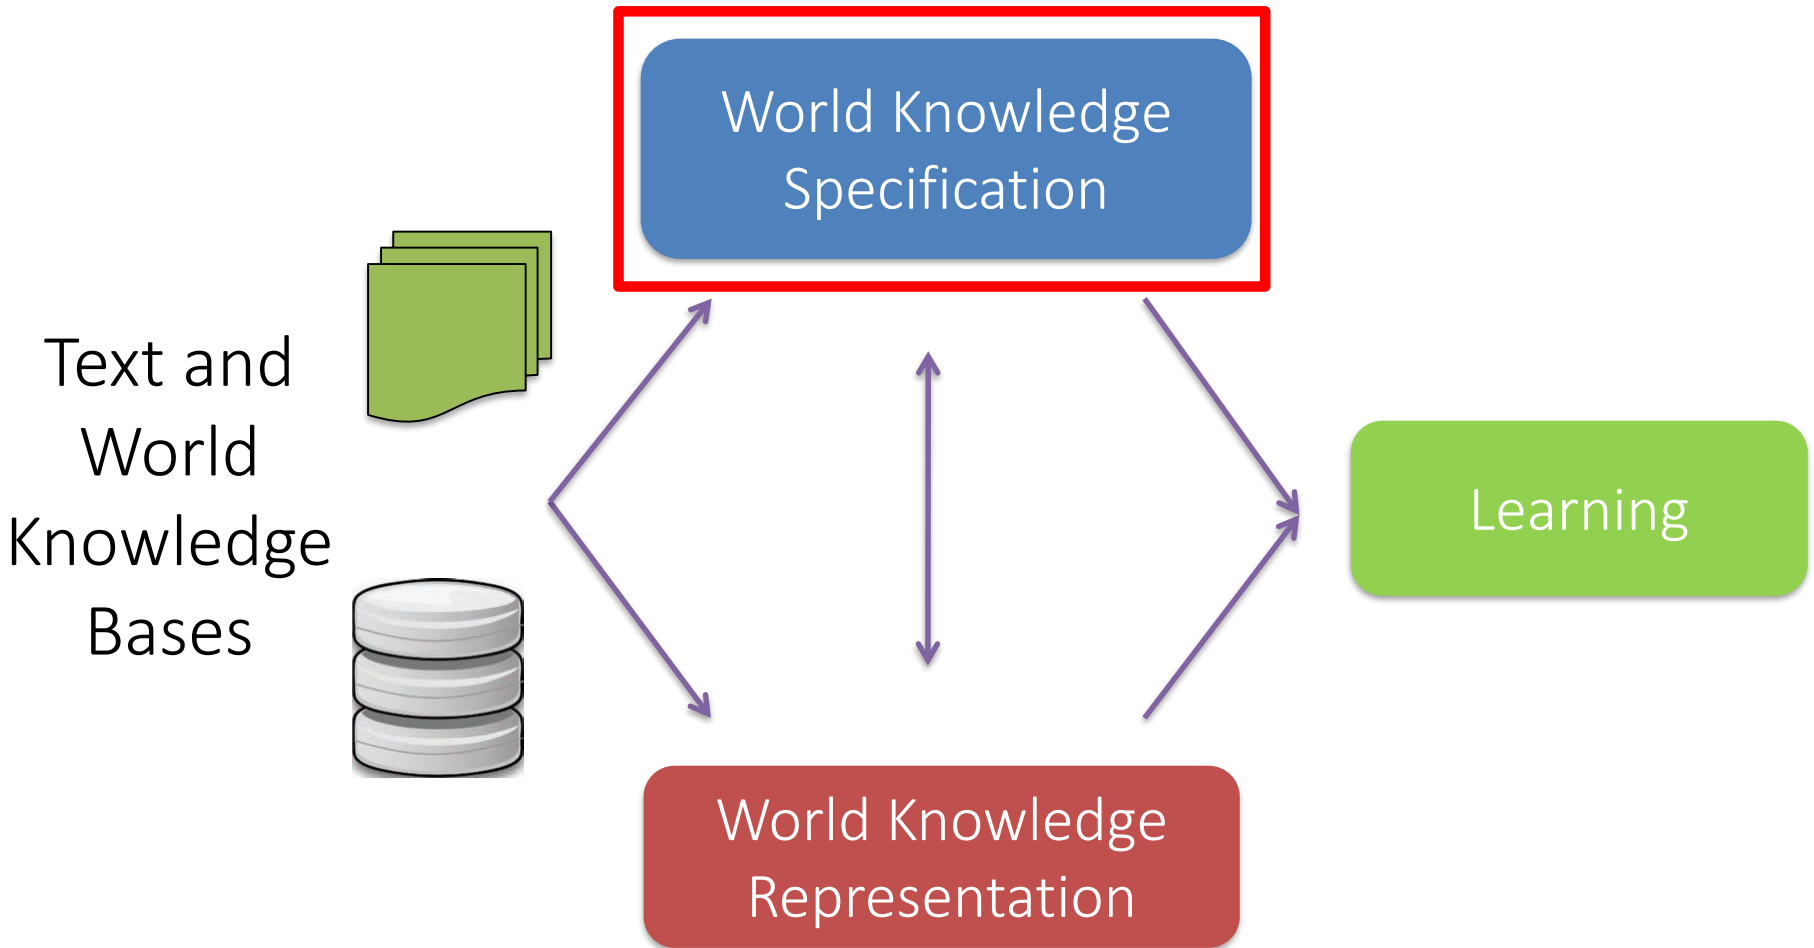 World Knowledge
Specification
Text and
World
Knowledge
Bases
Learning
World Knowledge
Representation